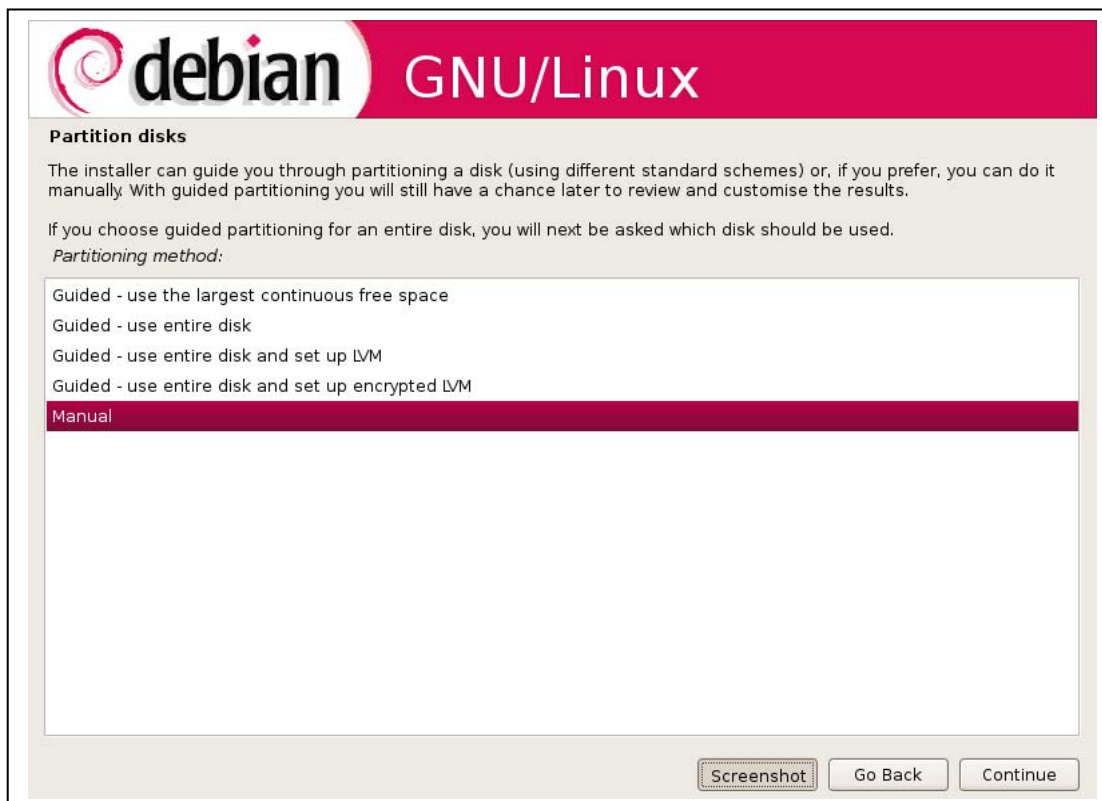 debian GNU/Linux
Partition disks
The installer can guide you through partitioning a disk (using different standard schemes) or, if you prefer, you can do it
manually. With guided partitioning you will still have a chance later to review and customise the results.
If you choose guided partitioning for an entire disk, you will next be asked which disk should be used.
Partitioning method:
Guided - use the largest continuous free space
Guided - use entire disk
Guided - use entire disk and set up LVM
Guided - use entire disk and set up encrypted LVM
Manual
Screenshot Go Back Continue